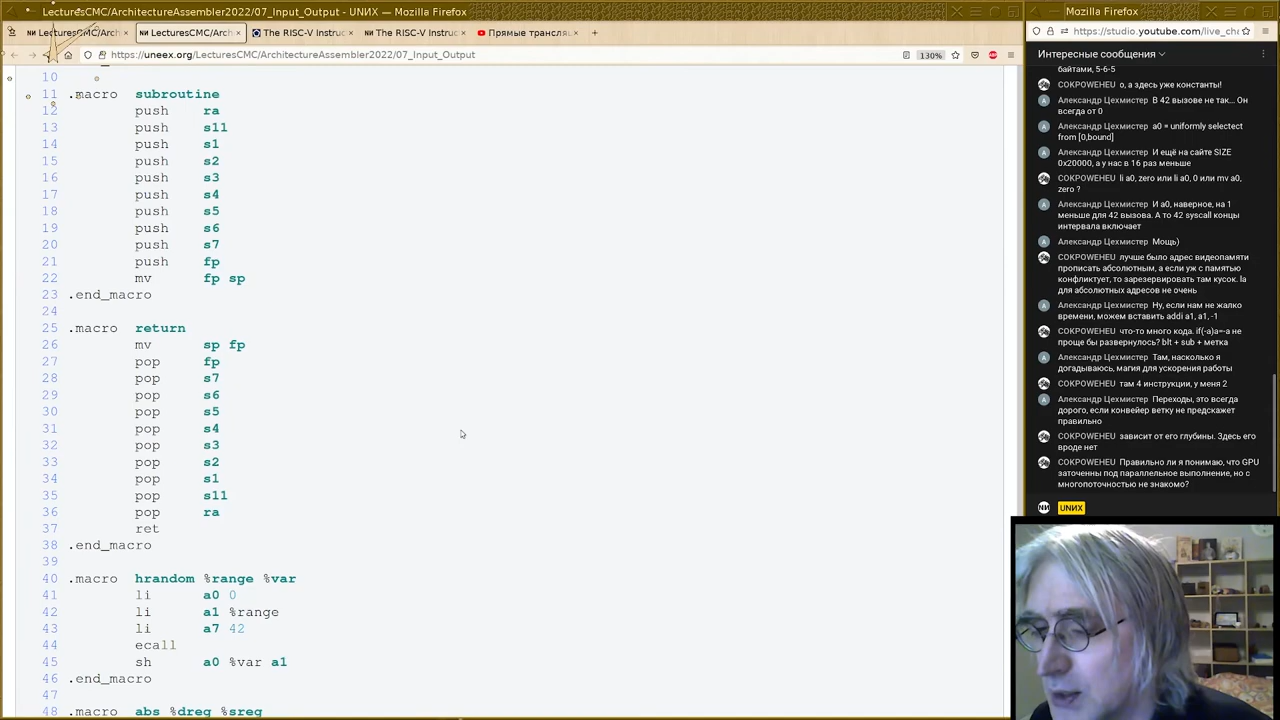 LecturesCMC/ArchitectureAssembler2022/07_Input_Output - UNИX — Mozilla Firefox
Mozilla Firefox
LecturesCMC/Arch
LecturesCMC/Arch
The RISC-V Instruc
The RISC-V Instruc
Прямые трансляц
https://uneex.org/LecturesCMC/ArchitectureAssembler2022/07_Input_Output
130%
https://studio.youtube.com/live_cha
10
11 .macro subroutine
12 push ra
13 push s11
14 push s1
15 push s2
16 push s3
17 push s4
18 push s5
19 push s6
20 push s7
21 push fp
22 mv fp sp
23 .end_macro
24
25 .macro return
26 mv sp fp
27 pop fp
28 pop s7
29 pop s6
30 pop s5
31 pop s4
32 pop s3
33 pop s2
34 pop s1
35 pop s11
36 pop ra
37 ret
38 .end_macro
39
40 .macro hrandom %range %var
41 li a0 0
42 li a1 %range
43 li a7 42
44 ecall
45 sh a0 %var a1
46 .end_macro
47
48 .macro abs %dreg %sreg
Интересные сообщения
байтами, 5-6-5
COKPOWEHEU о, а здесь уже константы!
Александр Цехмистер В 42 вызове не так... Он
всегда от 0
Александр Цехмистер a0 = uniformly selectect
from [0,bound]
Александр Цехмистер И ещё на сайте SIZE
0x20000, а у нас в 16 раз меньше
COKPOWEHEU li a0, zero или li a0, 0 или mv a0,
zero ?
Александр Цехмистер И a0, наверное, на 1
меньше для 42 вызова. А то 42 syscall концы
интервала включает
Александр Цехмистер Мощь)
COKPOWEHEU лучше было адрес видеопамяти
прописать абсолютным, а если уж с памятью
конфликтует, то зарезервировать там кусок. la
для абсолютных адресов не очень
Александр Цехмистер Ну, если нам не жалко
времени, можем вставить addi a1, a1, -1
COKPOWEHEU что-то много кода. if(-a)a=-a не
проще бы развернулось? blt + sub + метка
Александр Цехмистер Там, насколько я
догадываюсь, магия для ускорения работы
COKPOWEHEU там 4 инструкции, у меня 2
Александр Цехмистер Переходы, это всегда
дорого, если конвейер ветку не предскажет
правильно
COKPOWEHEU зависит от его глубины. Здесь его
вроде нет
COKPOWEHEU Правильно ли я понимаю, что GPU
заточенны под параллельное выполнение, но с
многопоточностью не знакомо?
UNИX